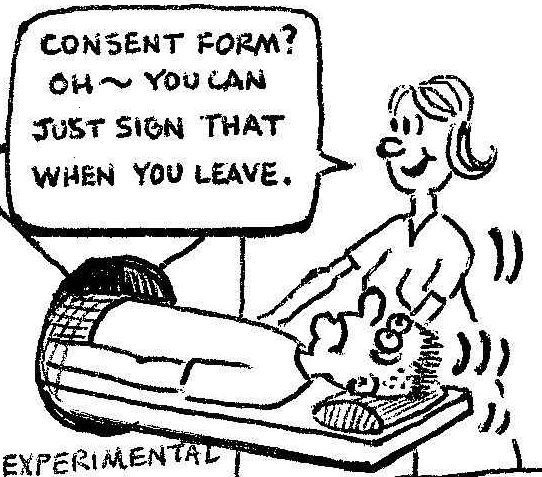 CONSENT FORM?
OH~ YOU CAN
JUST SIGN THAT
WHEN YOU LEAVE.
EXPERIMENTAL